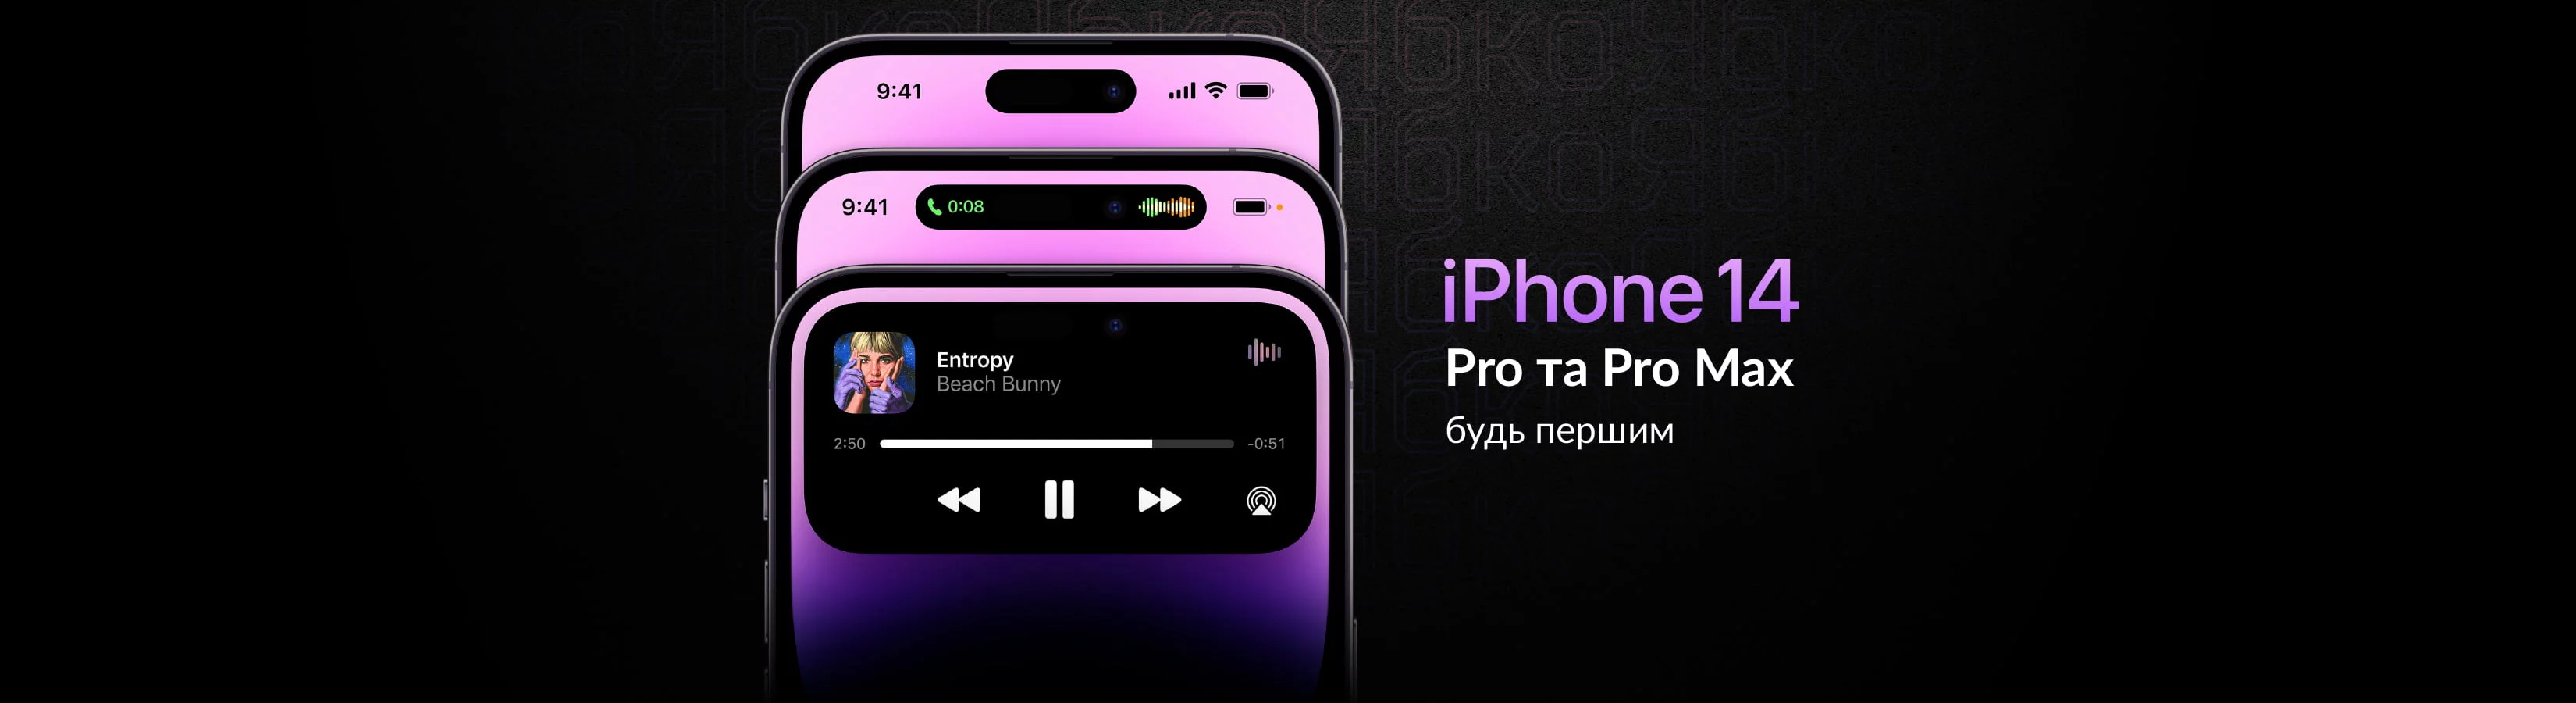 9:41
9:41 0:08
Entropy
Beach Bunny
2:50 -0:51
iPhone 14
Pro та Pro Max
будь першим